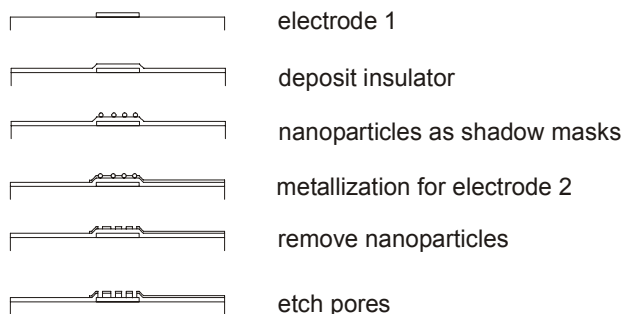 electrode 1
deposit insulator
nanoparticles as shadow masks
metallization for electrode 2
remove nanoparticles
etch pores